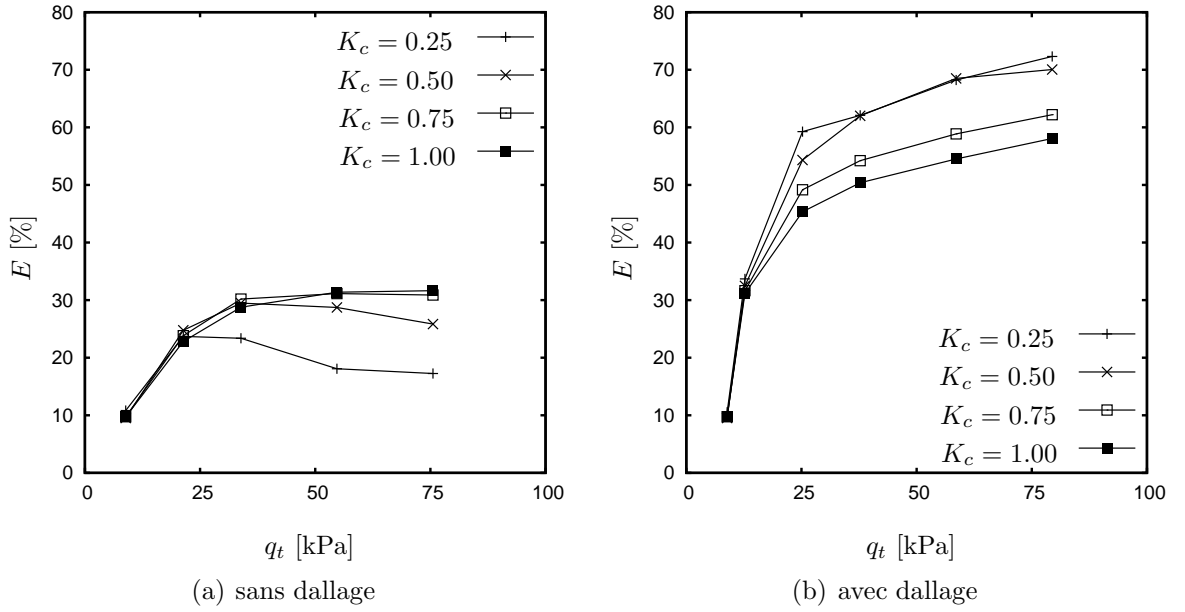 80
70
60
50
40
30
20
10
0
E [%]
K_c = 0.25
K_c = 0.50
K_c = 0.75
K_c = 1.00
0 25 50 75 100
q_t [kPa]
(a) sans dallage
80
70
60
50
40
30
20
10
0
E [%]
K_c = 0.25
K_c = 0.50
K_c = 0.75
K_c = 1.00
0 25 50 75 100
q_t [kPa]
(b) avec dallage